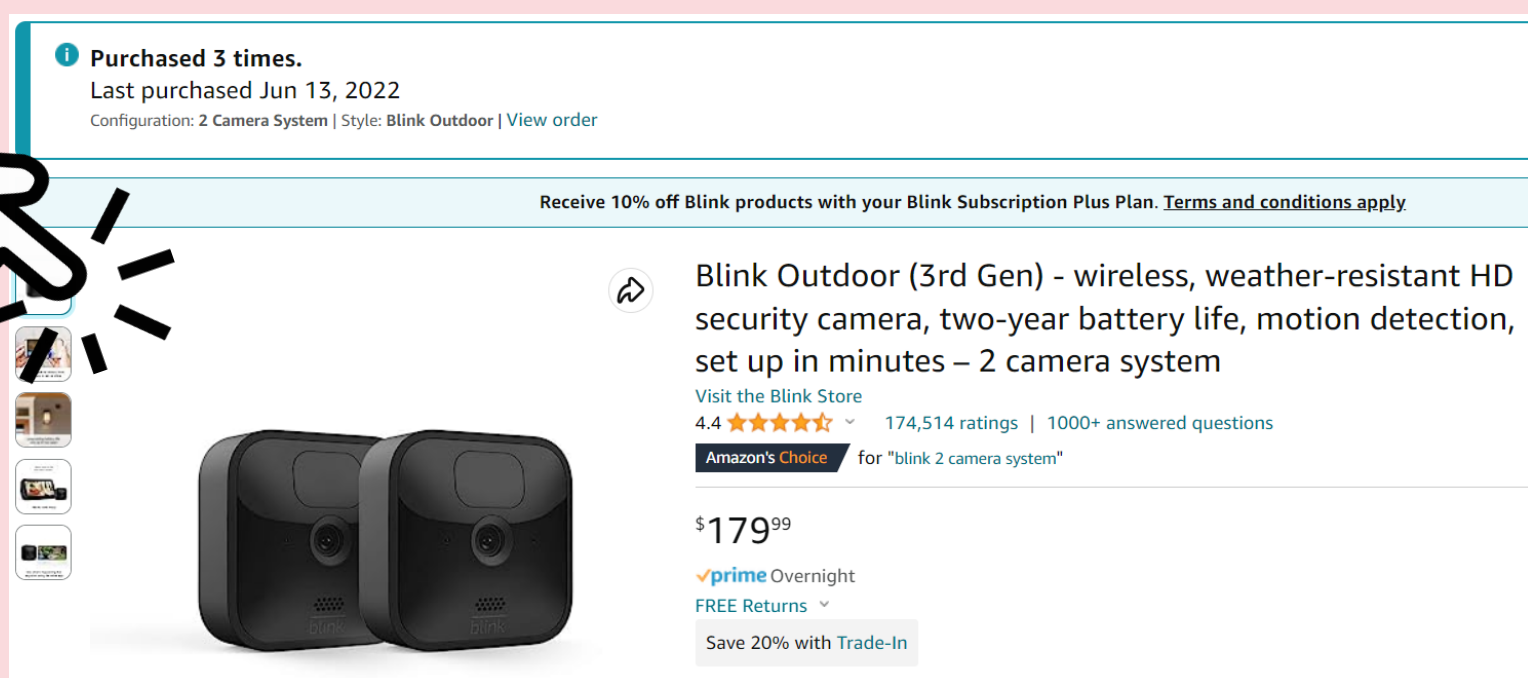 Purchased 3 times.
Last purchased Jun 13, 2022
Configuration: 2 Camera System | Style: Blink Outdoor | View order
Receive 10% off Blink products with your Blink Subscription Plus Plan. Terms and conditions apply
Blink Outdoor (3rd Gen) - wireless, weather-resistant HD
security camera, two-year battery life, motion detection,
set up in minutes – 2 camera system
Visit the Blink Store
4.4 174,514 ratings | 1000+ answered questions
Amazon's Choice for "blink 2 camera system"
$17999
prime Overnight
FREE Returns
Save 20% with Trade-In
blink
blink